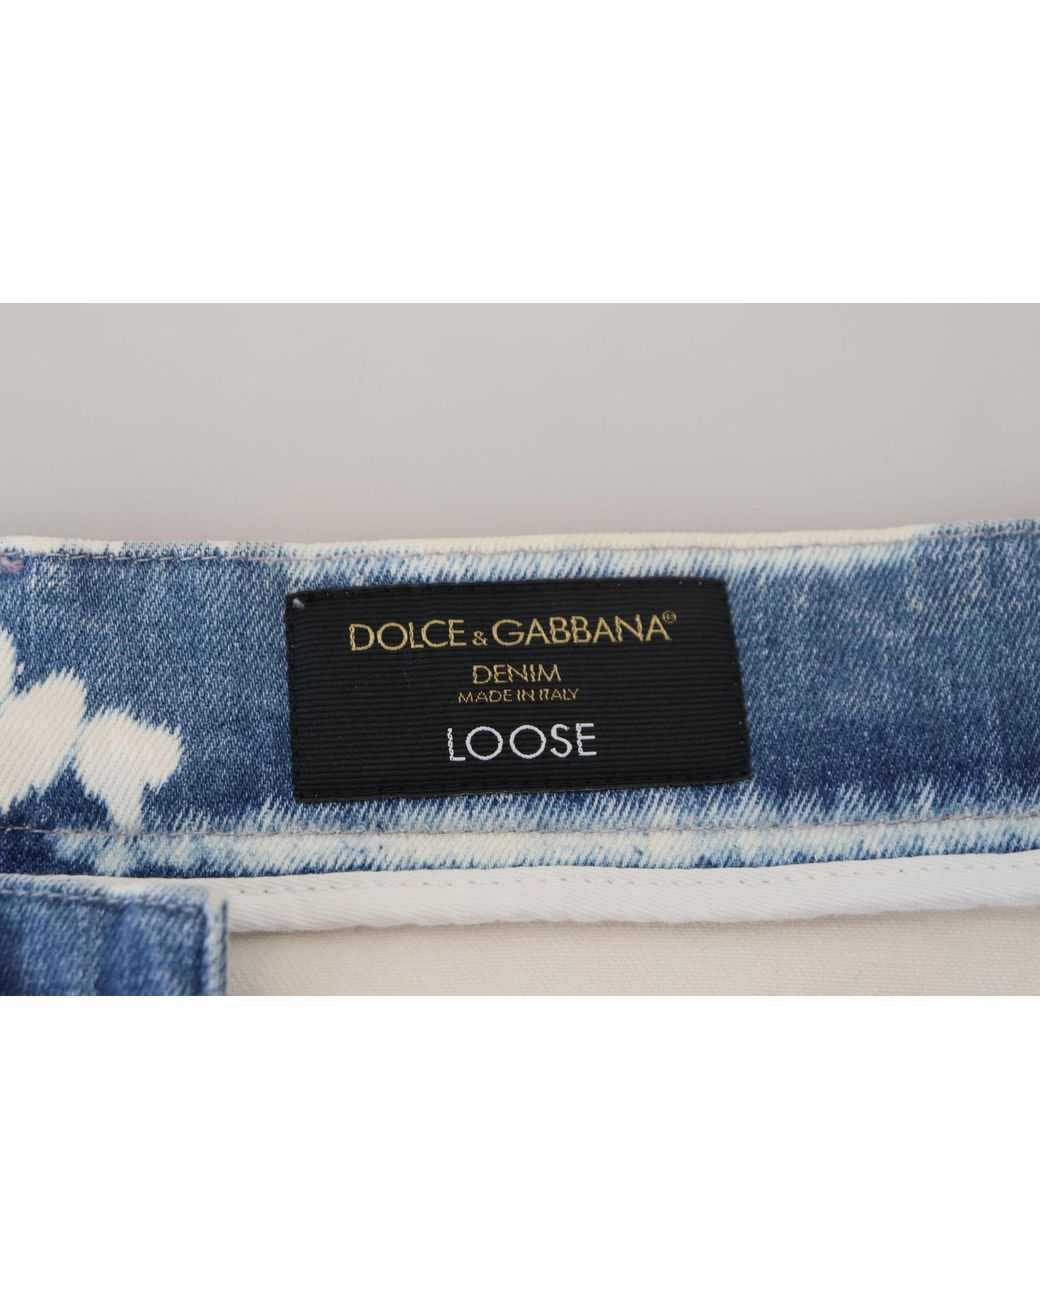 DOLCE & GABBANA®
DENIM
MADE IN ITALY
LOOSE